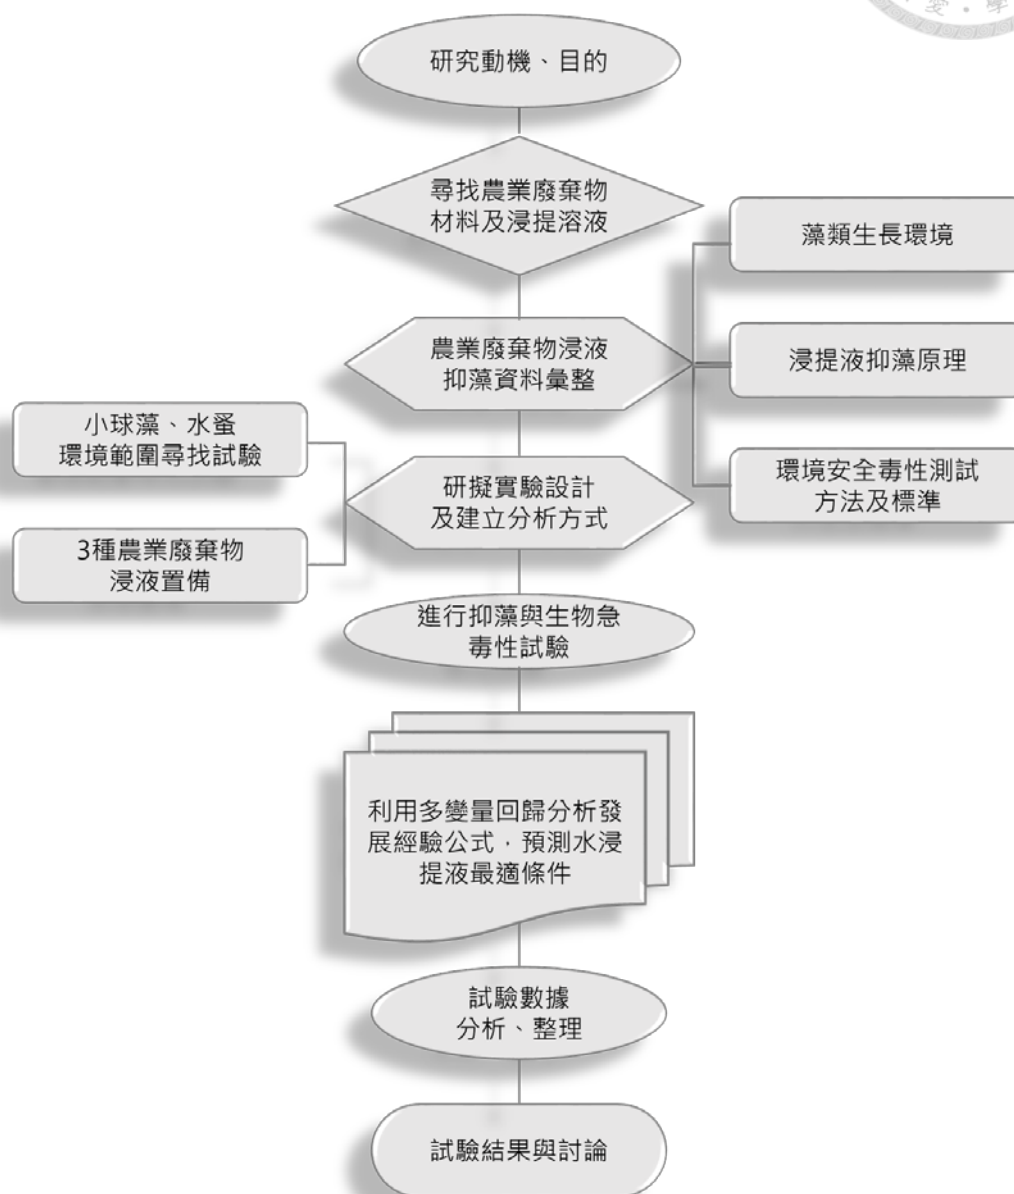 研究動機、目的
尋找農業廢棄物
材料及浸提溶液
藻類生長環境
農業廢棄物浸液
抑藻資料彙整
浸提液抑藻原理
小球藻、水蚤
環境範圍尋找試驗
環境安全毒性測試
方法及標準
研擬實驗設計
及建立分析方式
3種農業廢棄物
浸液置備
進行抑藻與生物急
毒性試驗
利用多變量回歸分析發
展經驗公式，預測水浸
提液最適條件
試驗數據
分析、整理
試驗結果與討論